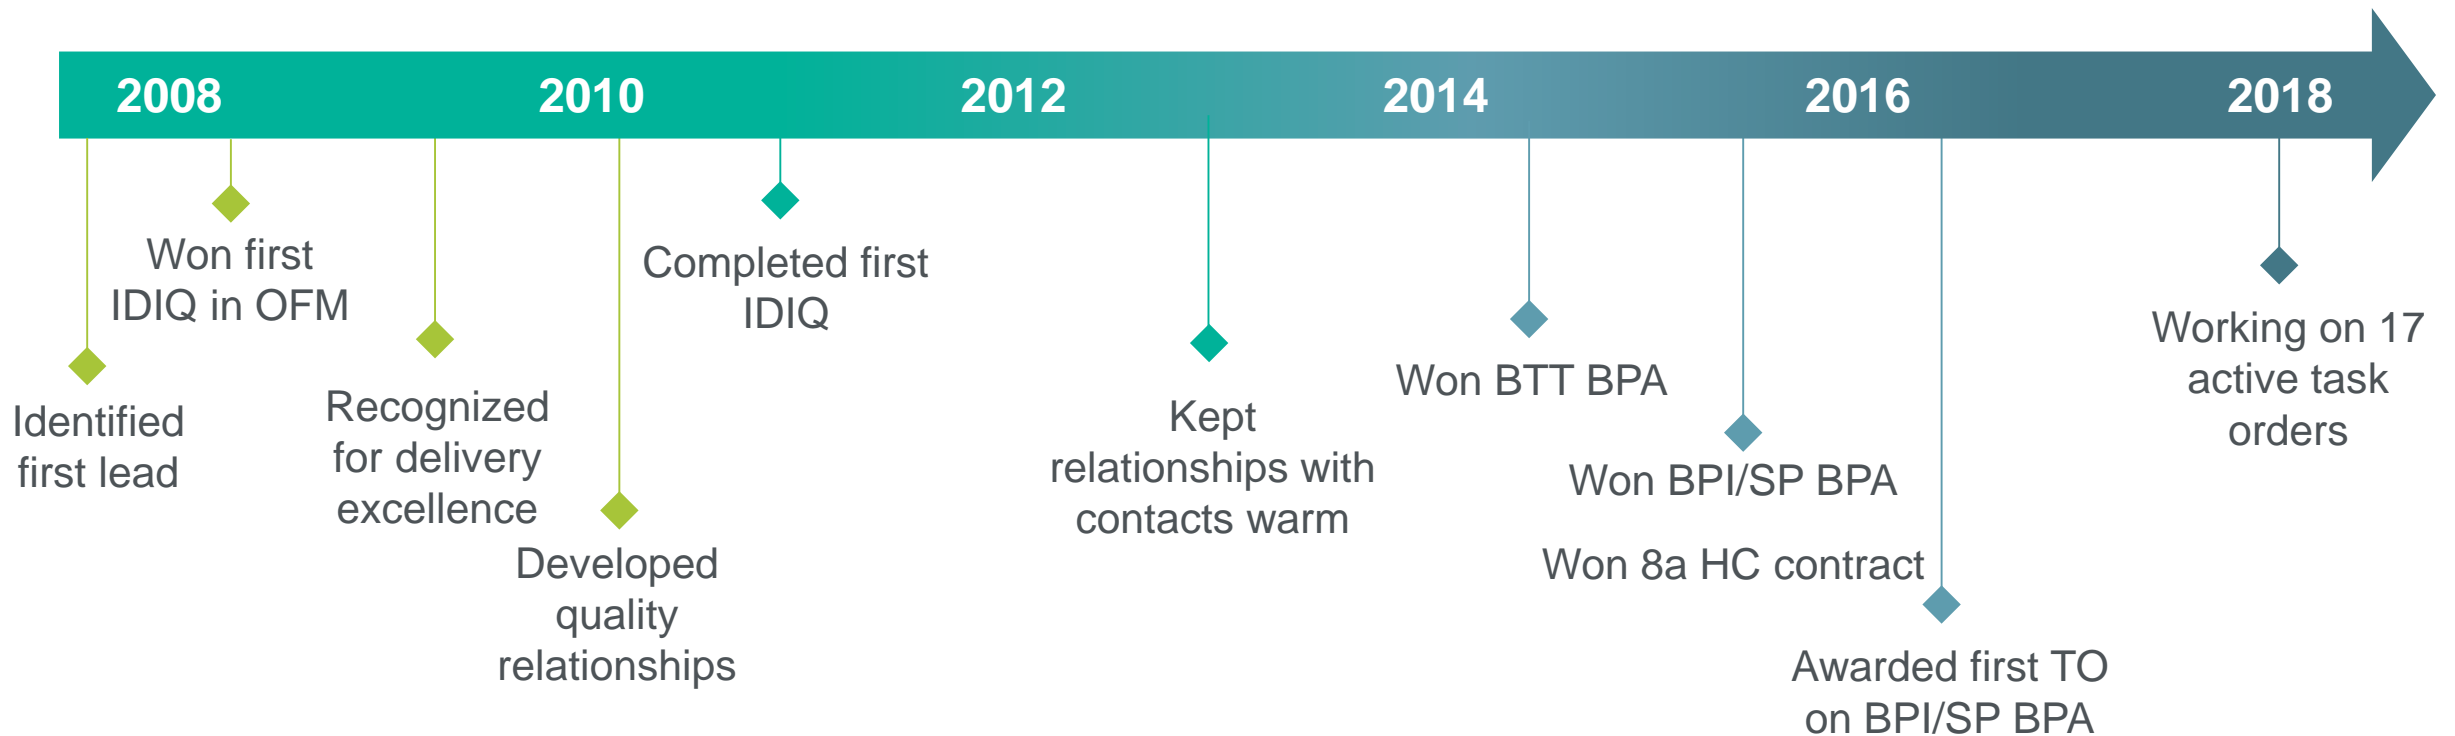 2008
2010
2012
2014
2016
2018
Identified
first lead
Won first
IDIQ in OFM
Recognized
for delivery
excellence
Developed
quality
relationships
Completed first
IDIQ
Kept
relationships with
contacts warm
Won BTT BPA
Won BPI/SP BPA
Won 8a HC contract
Awarded first TO
on BPI/SP BPA
Working on 17
active task
orders